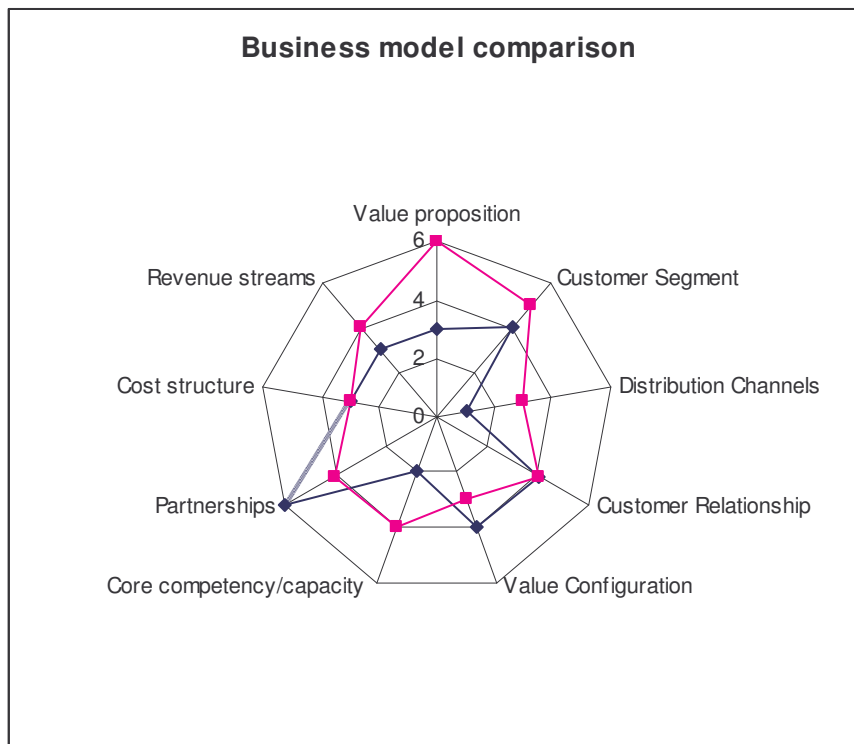 Business model comparison
Value proposition
6
Revenue streams
Customer Segment
4
Cost structure
2
Distribution Channels
0
Partnerships
Customer Relationship
Core competency/capacity
Value Configuration